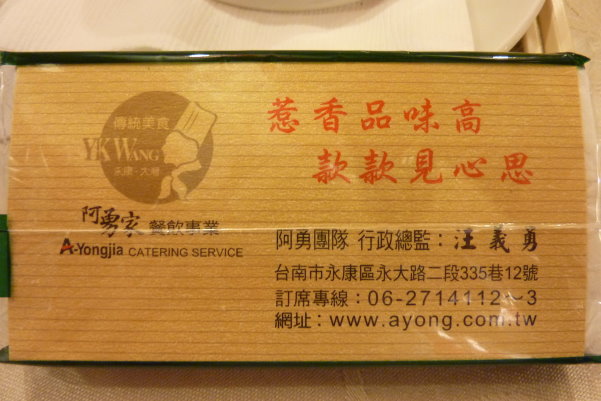 傳統美食
YK WANG
永康·大灣
阿勇家 餐飲事業
A-Yongjia CATERING SERVICE
惹香品味高
款款見心思
阿勇團隊 行政總監：汪義勇
台南市永康區永大路二段335巷12號
訂席專線：06-2714112～3
網址：www.ayong.com.tw